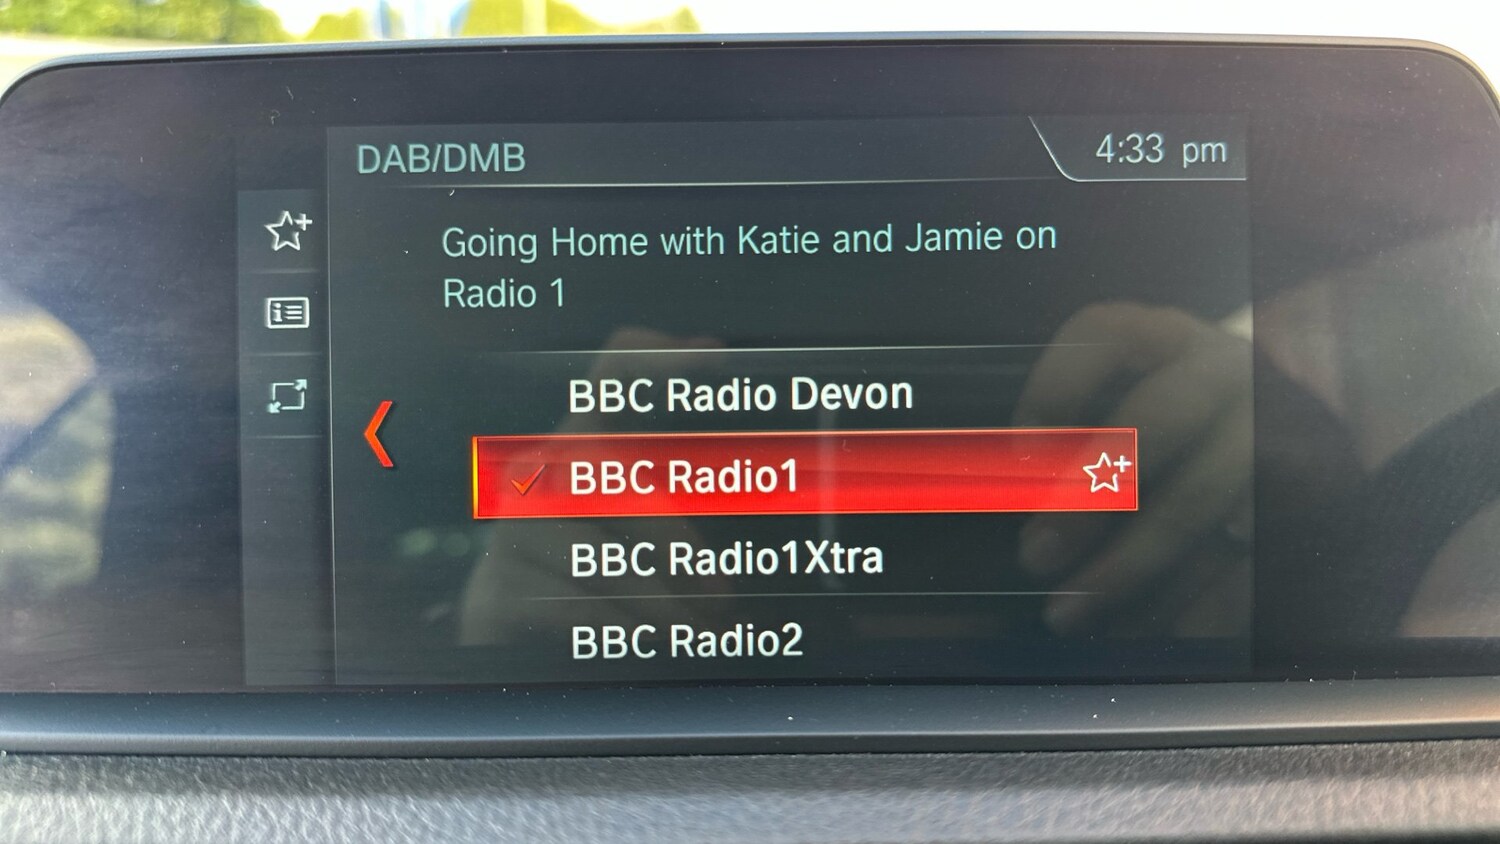 DAB/DMB
4:33 pm
Going Home with Katie and Jamie on
Radio 1
BBC Radio Devon
BBC Radio1
BBC Radio1Xtra
BBC Radio2